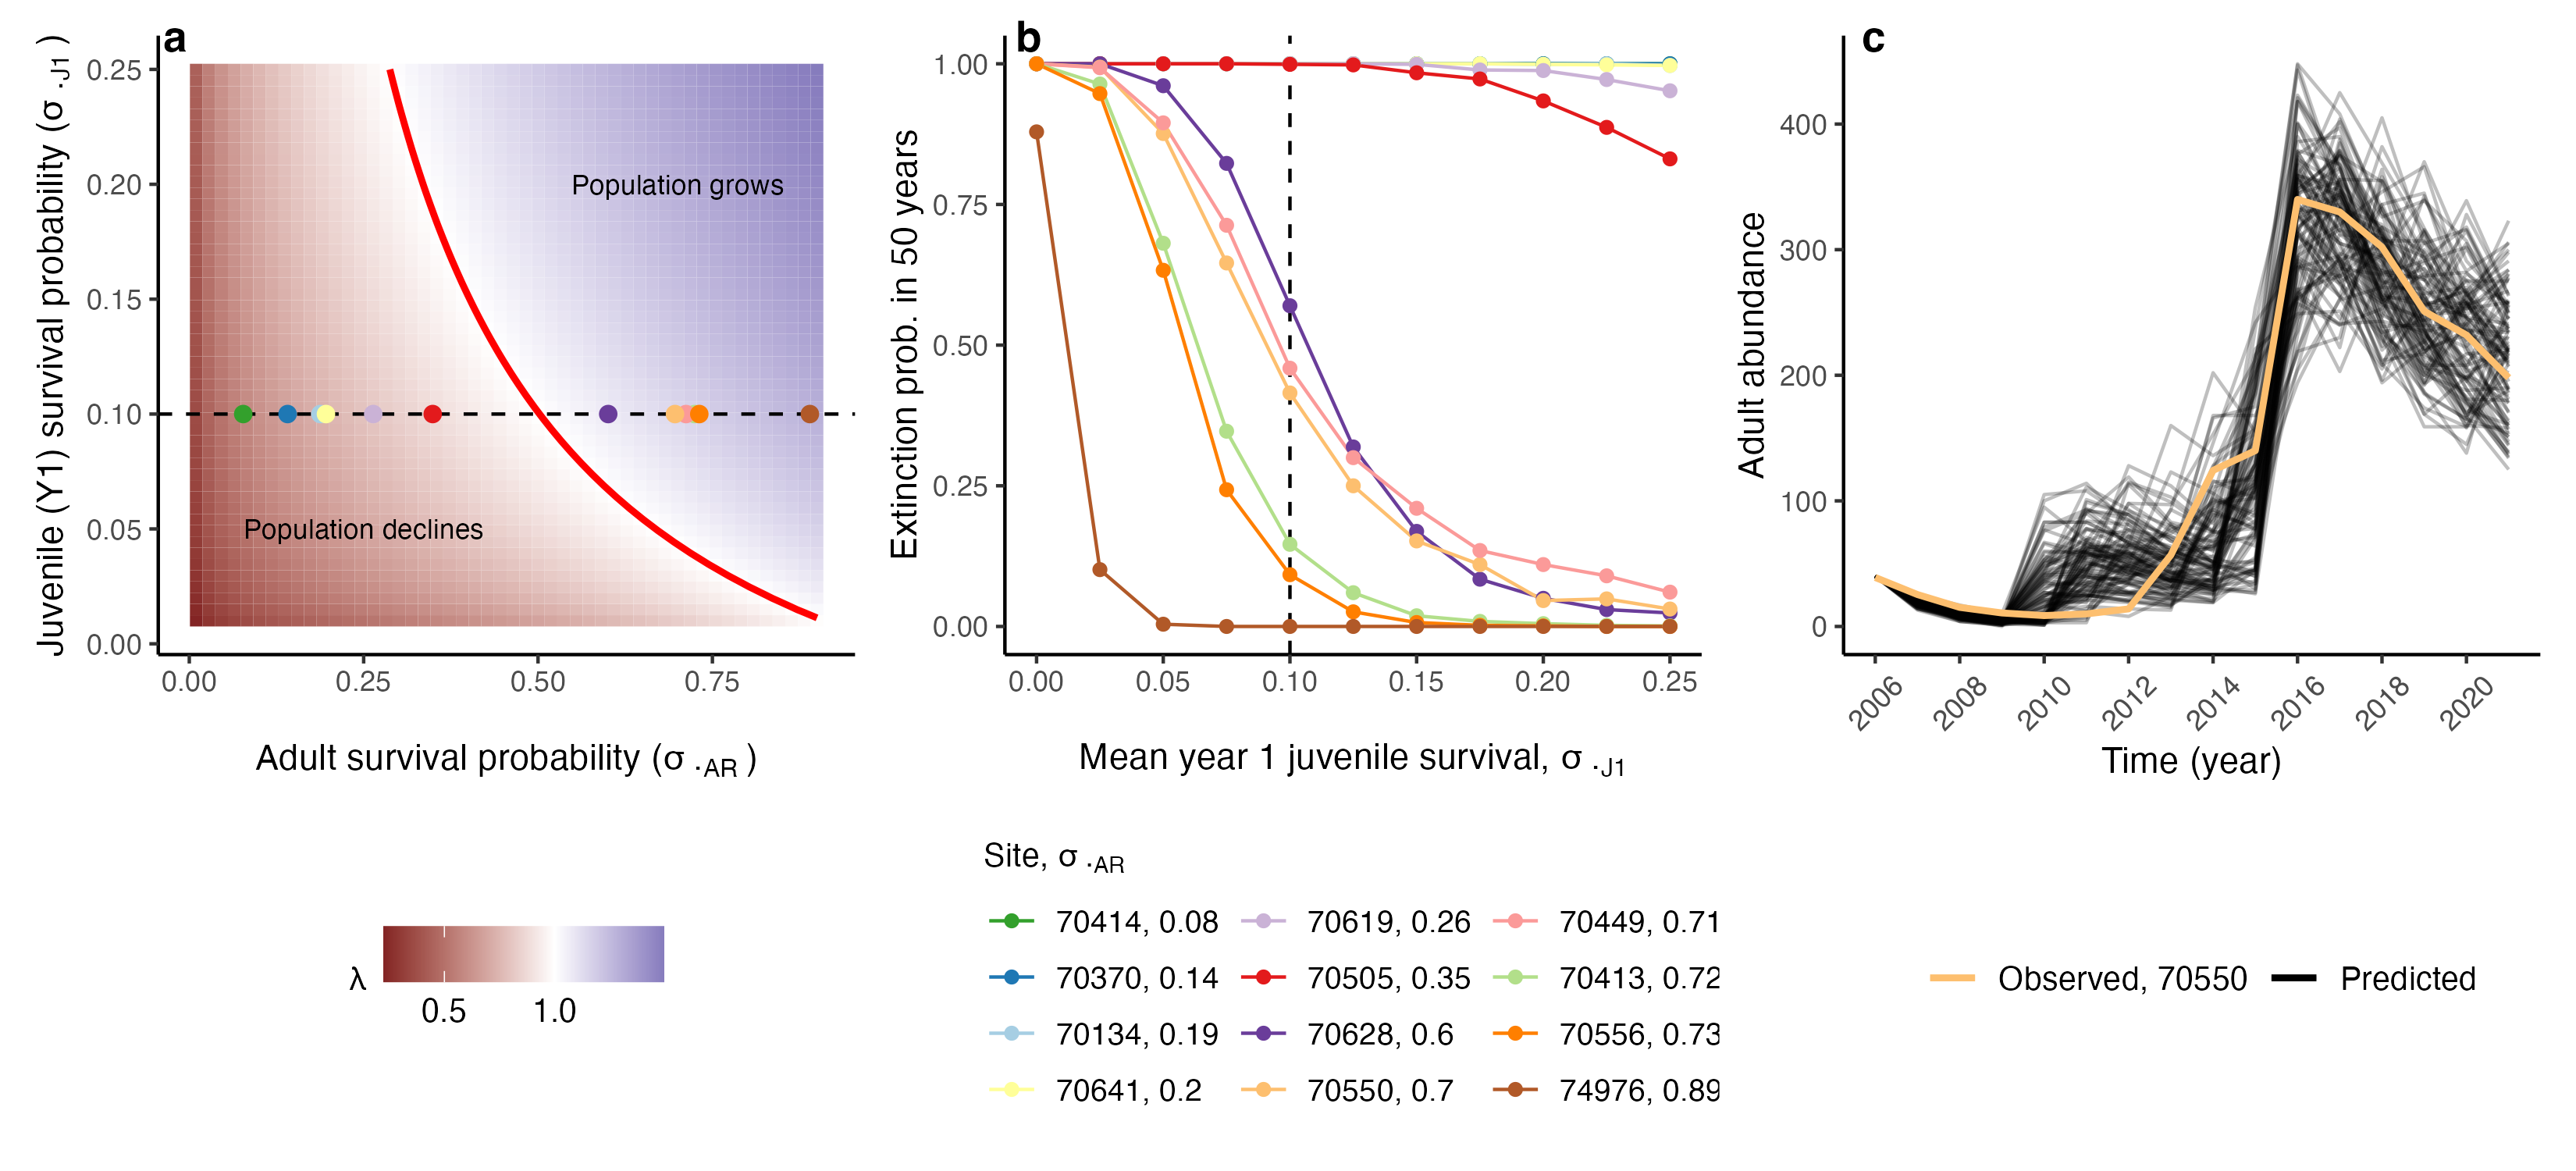 a
Juvenile (Y1) survival probability (σ .J1 )
0.25
0.20
0.15
0.10
0.05
0.00
Population grows
Population declines
0.00 0.25 0.50 0.75
Adult survival probability (σ .AR )
λ
0.5 1.0
b
Extinction prob. in 50 years
1.00
0.75
0.50
0.25
0.00
0.00 0.05 0.10 0.15 0.20 0.25
Mean year 1 juvenile survival, σ .J1
Site, σ .AR
70414, 0.08 70619, 0.26 70449, 0.71
70370, 0.14 70505, 0.35 70413, 0.72
70134, 0.19 70628, 0.6 70556, 0.73
70641, 0.2 70550, 0.7 74976, 0.89
c
Adult abundance
400
300
200
100
0
2006 2008 2010 2012 2014 2016 2018 2020
Time (year)
Observed, 70550 Predicted